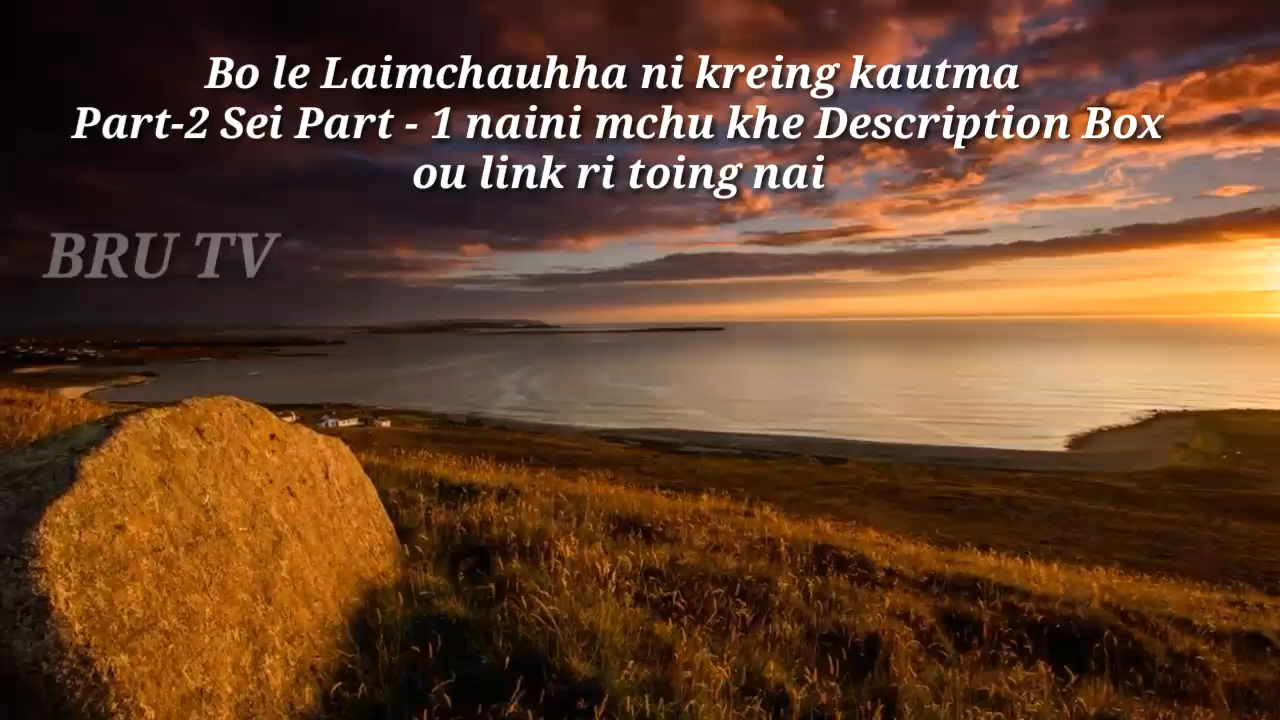 Bo le Laimchauhha ni kreing kautma
Part-2 Sei Part - 1 naini mchu khe Description Box
ou link ri toing nai
BRU TV